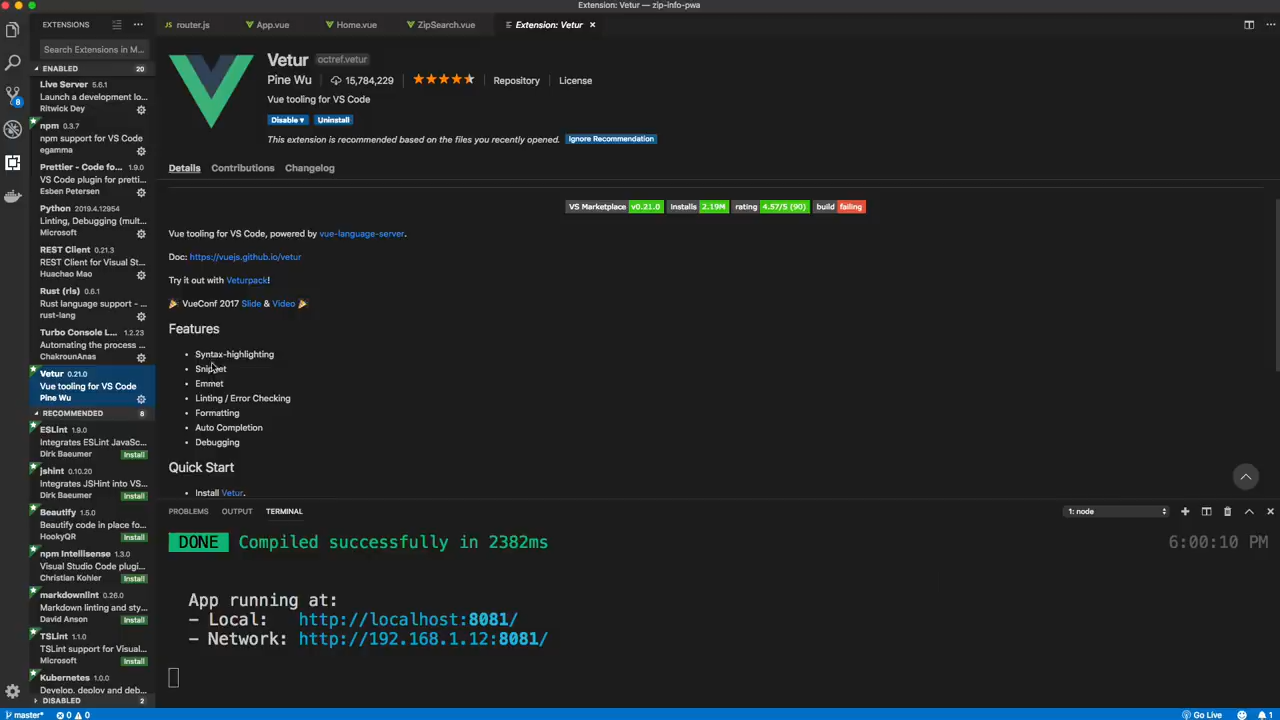 Extension: Vetur — zip-info-pwa
EXTENSIONS
router.js
App.vue
Home.vue
ZipSearch.vue
Extension: Vetur
Search Extensions in M...
ENABLED 20
Live Server 5.6.1
Launch a development lo...
Ritwick Dey
npm 0.3.7
npm support for VS Code
egamma
Prettier - Code fo... 1.9.0
VS Code plugin for pretti...
Esben Petersen
Python 2019.4.12954
Linting, Debugging (mult...
Microsoft
REST Client 0.21.3
REST Client for Visual St...
Huachao Mao
Rust (rls) 0.6.1
Rust language support - ...
rust-lang
Turbo Console L... 1.2.23
Automating the process ...
ChakrounAnas
Vetur 0.21.0
Vue tooling for VS Code
Pine Wu
RECOMMENDED 8
ESLint 1.9.0
Integrates ESLint JavaSc...
Dirk Baeumer Install
jshint 0.10.20
Integrates JSHint into VS...
Dirk Baeumer Install
Beautify 1.5.0
Beautify code in place fo...
HookyQR Install
npm Intellisense 1.3.0
Visual Studio Code plugi...
Christian Kohler Install
markdownlint 0.26.0
Markdown linting and sty...
David Anson Install
TSLint 1.1.0
TSLint support for Visual...
Microsoft Install
Kubernetes 1.0.0
Develop, deploy and deb...
DISABLED 2
Vetur octref.vetur
Pine Wu 15,784,229 Repository License
Vue tooling for VS Code
Disable Uninstall
This extension is recommended based on the files you recently opened. Ignore Recommendation
Details Contributions Changelog
VS Marketplace v0.21.0 installs 2.19M rating 4.57/5 (90) build failing
Vue tooling for VS Code, powered by vue-language-server.
Doc: https://vuejs.github.io/vetur
Try it out with Veturpack!
🎉 VueConf 2017 Slide & Video 🎉
Features
• Syntax-highlighting
• Snippet
• Emmet
• Linting / Error Checking
• Formatting
• Auto Completion
• Debugging
Quick Start
• Install Vetur.
PROBLEMS OUTPUT TERMINAL 1: node
DONE Compiled successfully in 2382ms 6:00:10 PM
App running at:
- Local: http://localhost:8081/
- Network: http://192.168.1.12:8081/
8
master* 0 0 Go Live 1